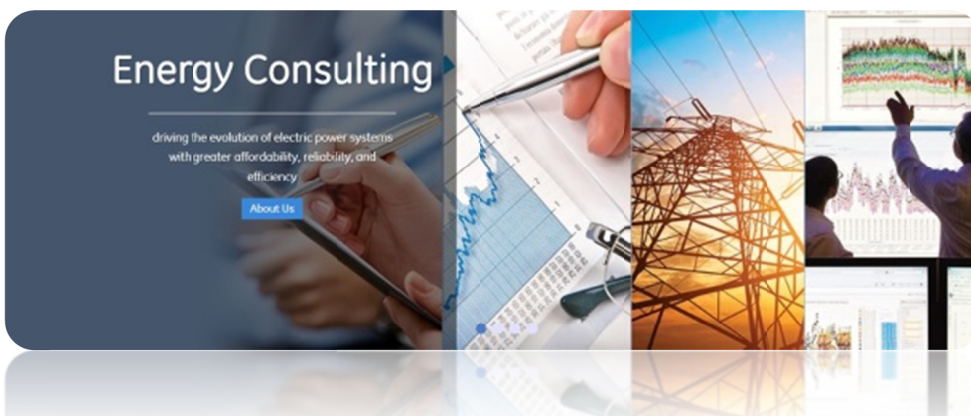 Energy Consulting
driving the evolution of electric power systems
with greater affordability, reliability, and
efficiency
About Us